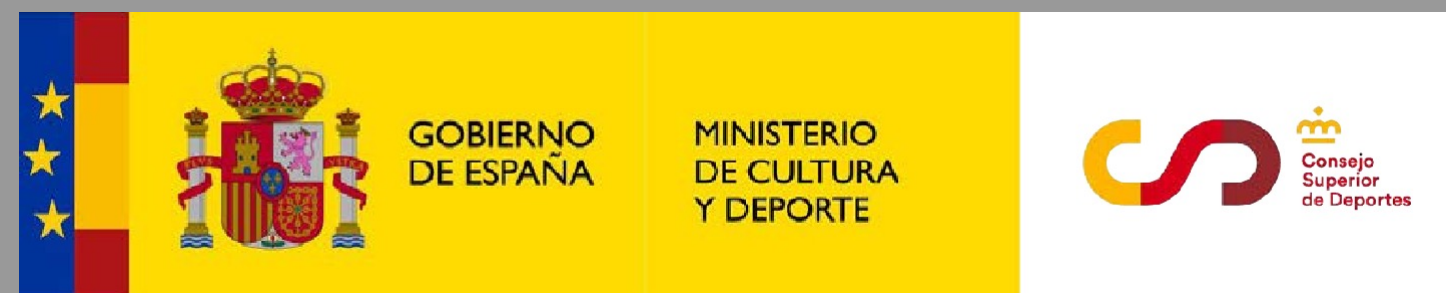 GOBIERNO
DE ESPAÑA
MINISTERIO
DE CULTURA
Y DEPORTE
Consejo
Superior
de Deportes